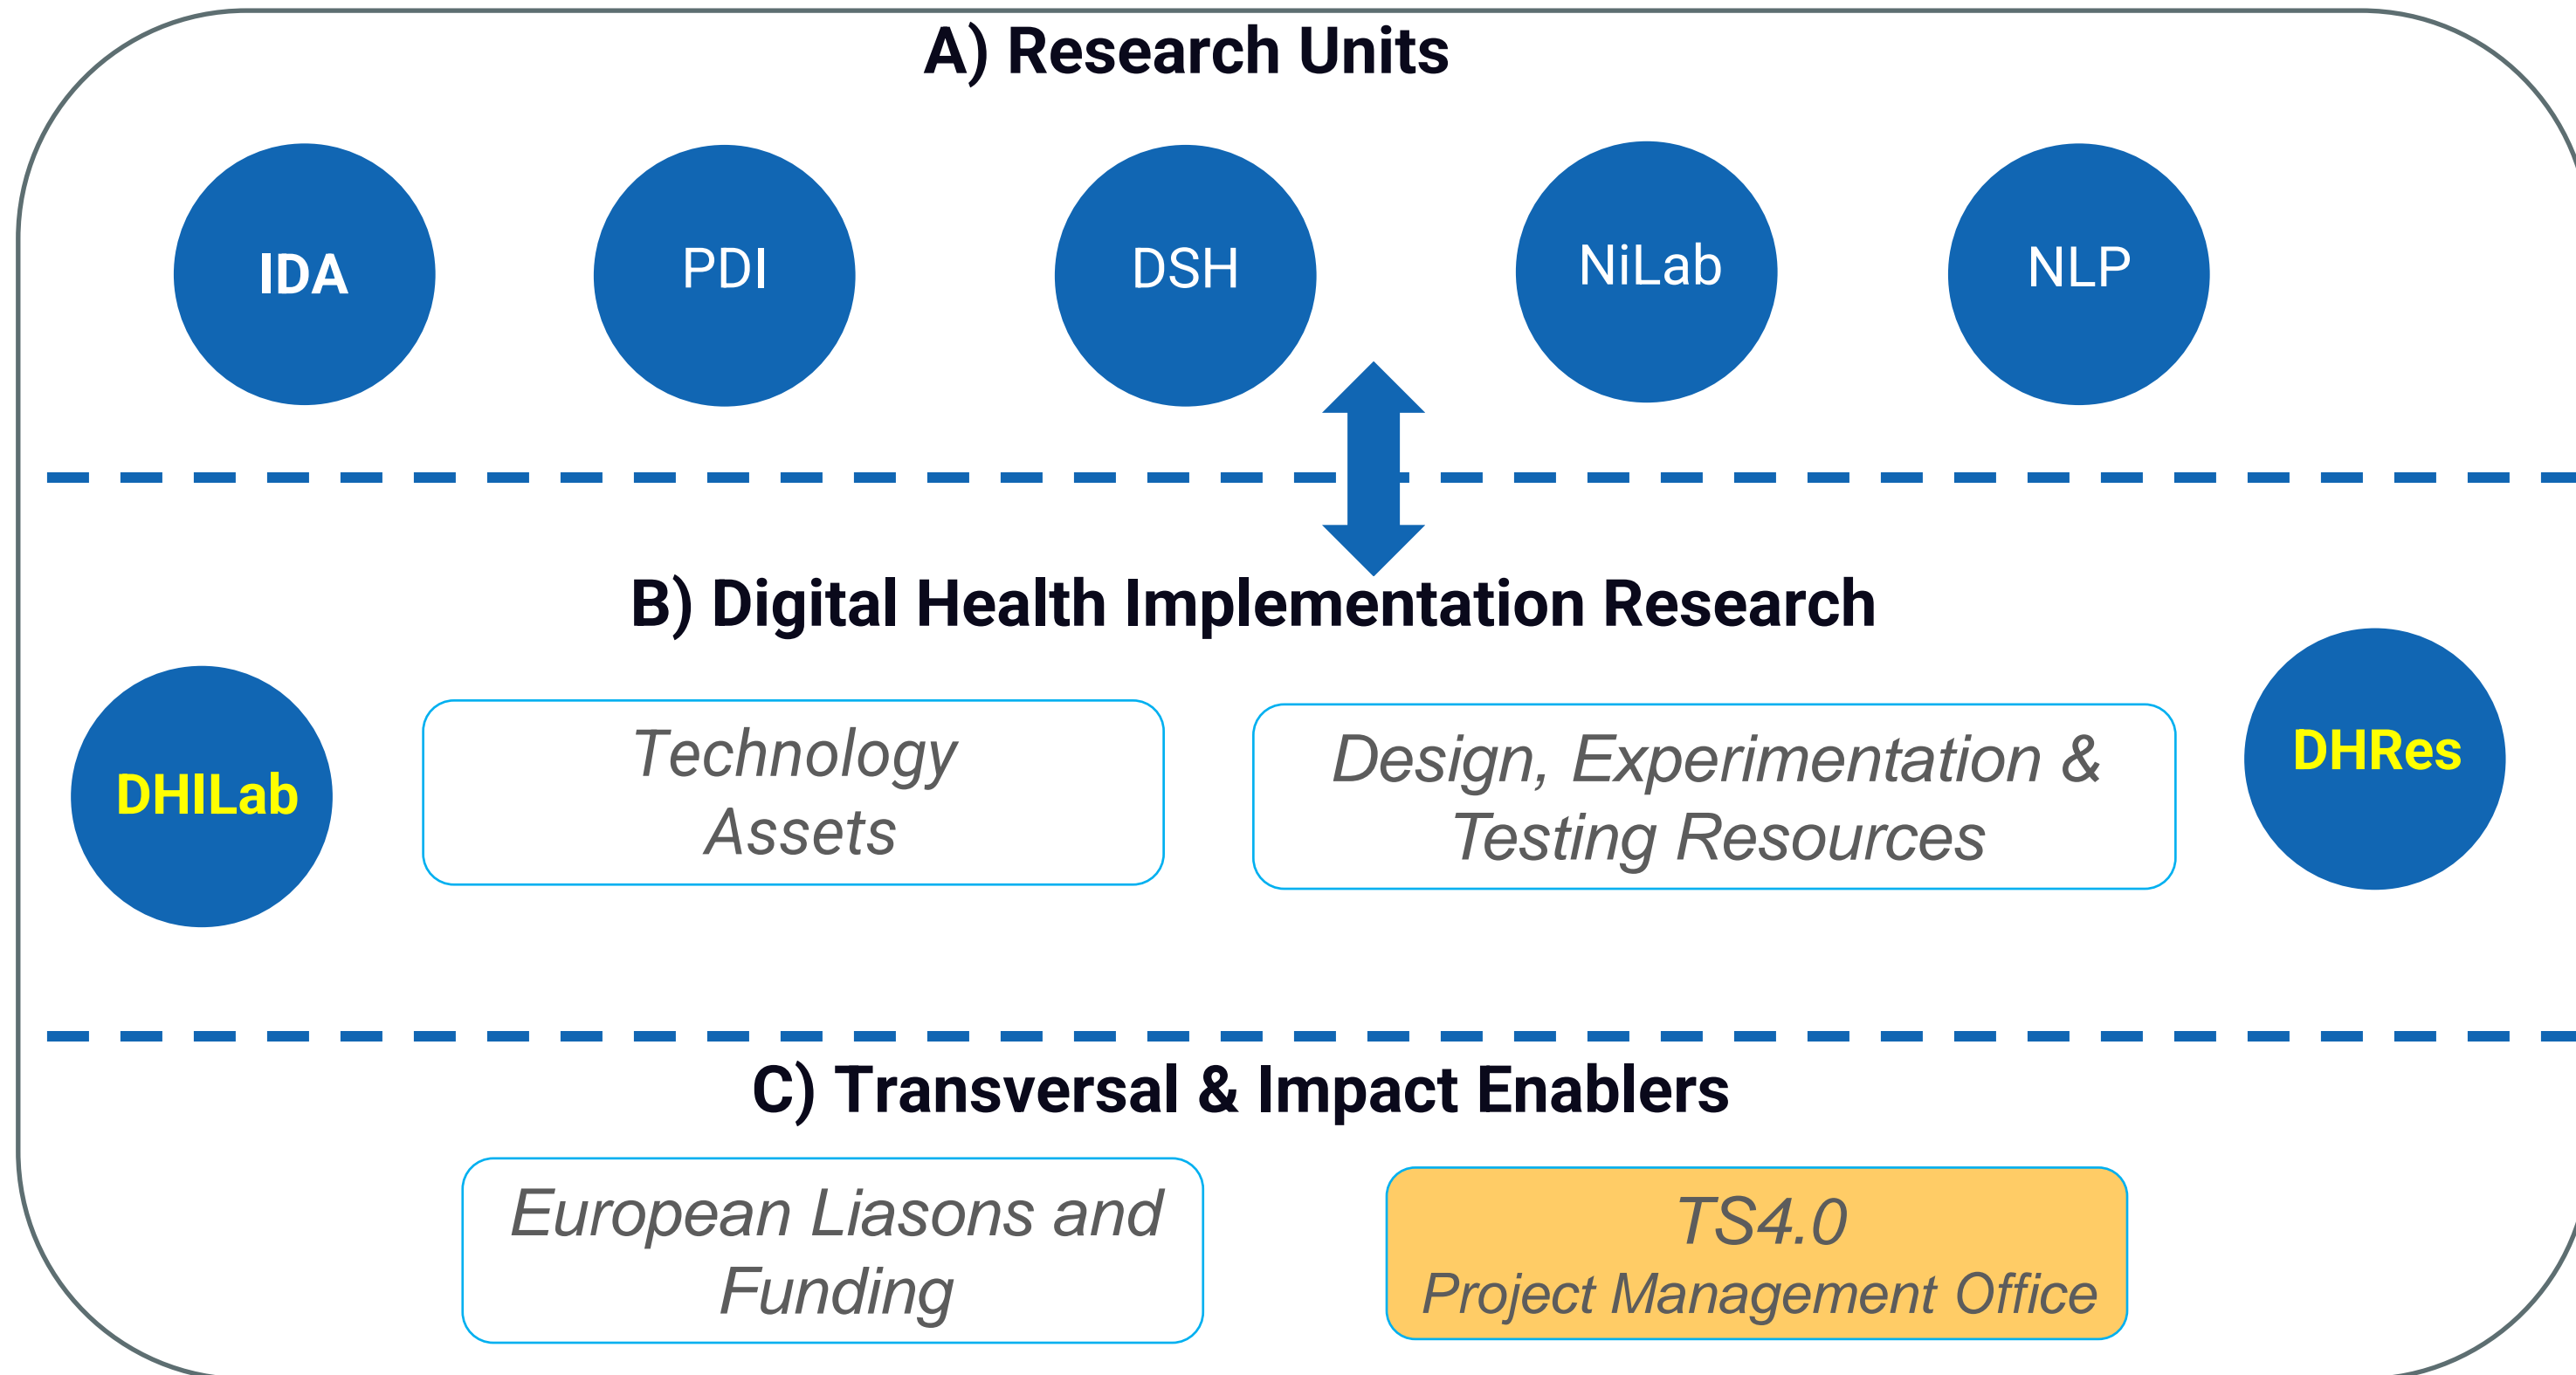 A) Research Units
IDA
PDI
DSH
NiLab
NLP
B) Digital Health Implementation Research
DHILab
Technology
Assets
Design, Experimentation &
Testing Resources
DHRes
C) Transversal & Impact Enablers
European Liasons and
Funding
TS4.0
Project Management Office